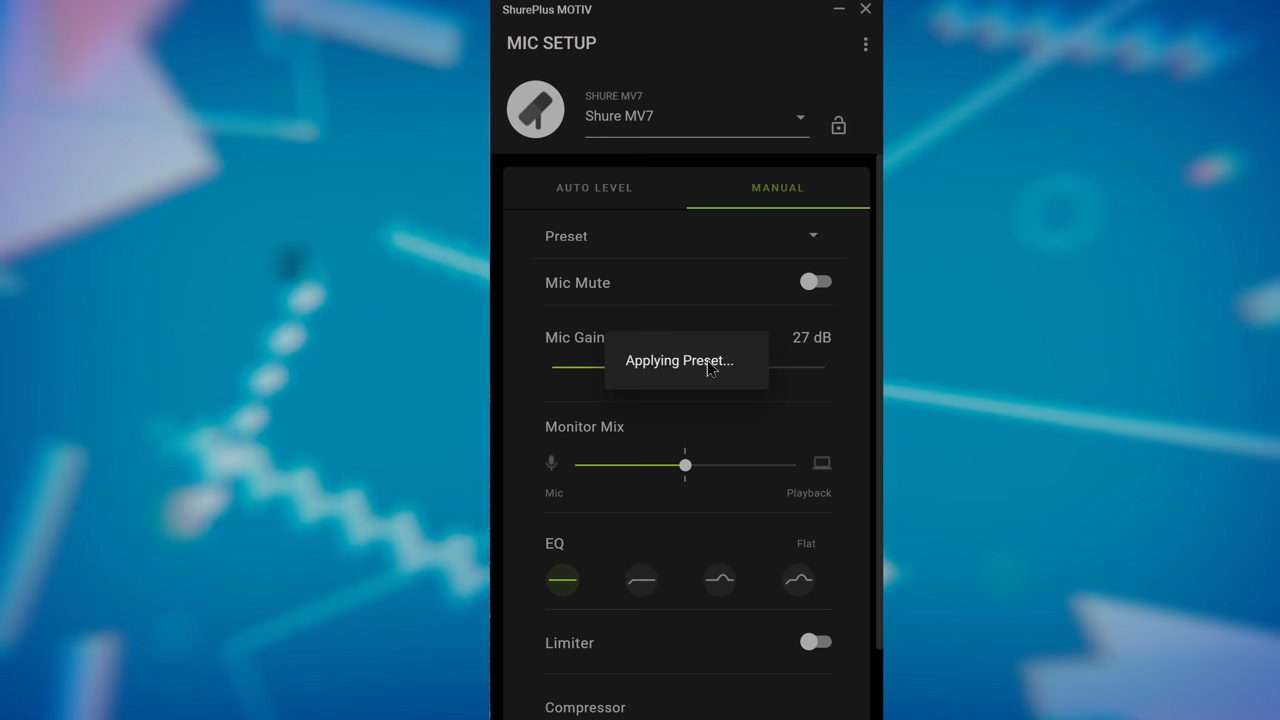 ShurePlus MOTIV
MIC SETUP
SHURE MV7
Shure MV7
AUTO LEVEL
MANUAL
Preset
Mic Mute
Mic Gain
27 dB
Applying Preset...
Monitor Mix
Mic
Playback
EQ
Flat
Limiter
Compressor